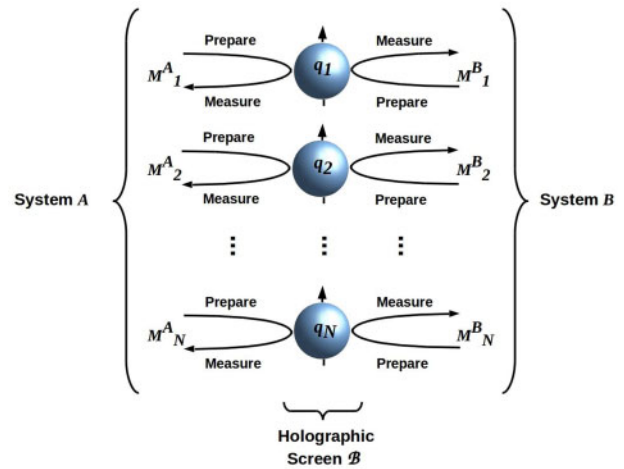 Prepare Measure
q1
M^A_1 M^B_1
Measure Prepare
Prepare Measure
q2
M^A_2 M^B_2
Measure Prepare
System A System B
⋮ ⋮ ⋮
Prepare Measure
qN
M^A_N M^B_N
Measure Prepare
Holographic
Screen ℬ